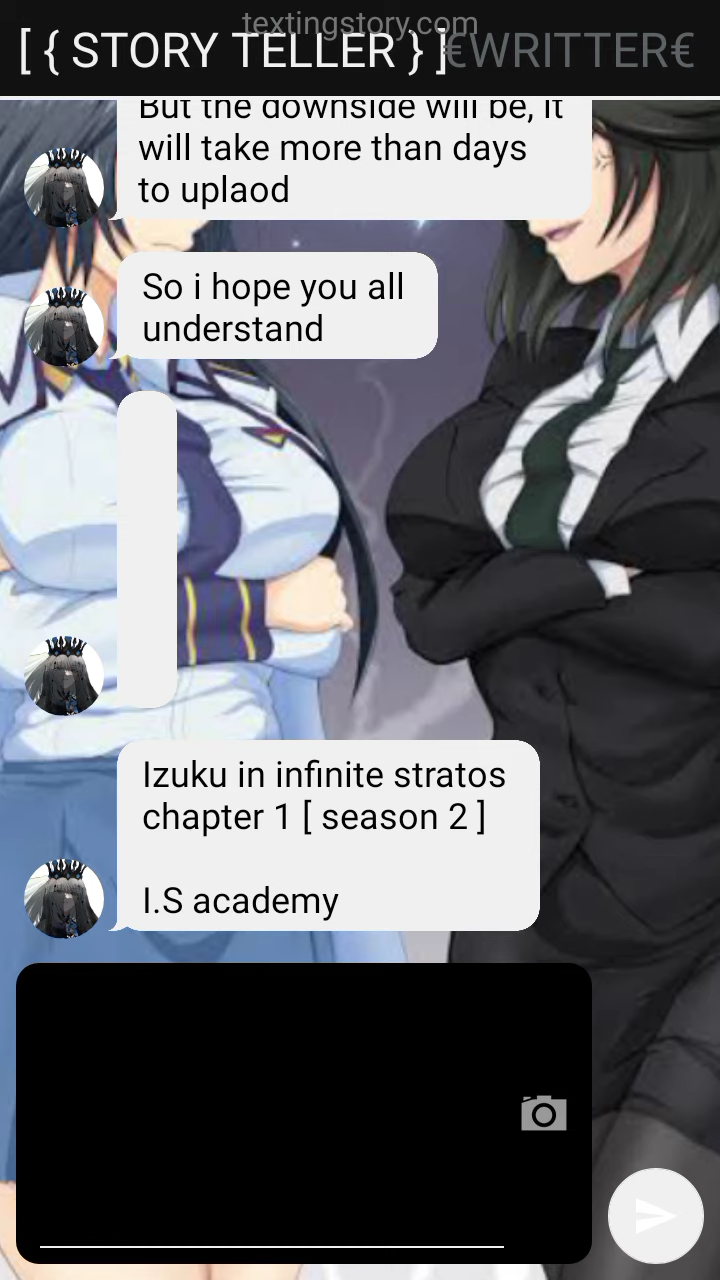 textingstory.com
[ { STORY TELLER } ]€WRITTER€
But the downside will be, it
will take more than days
to uplaod
So i hope you all
understand
Izuku in infinite stratos
chapter 1 [ season 2 ]
I.S academy